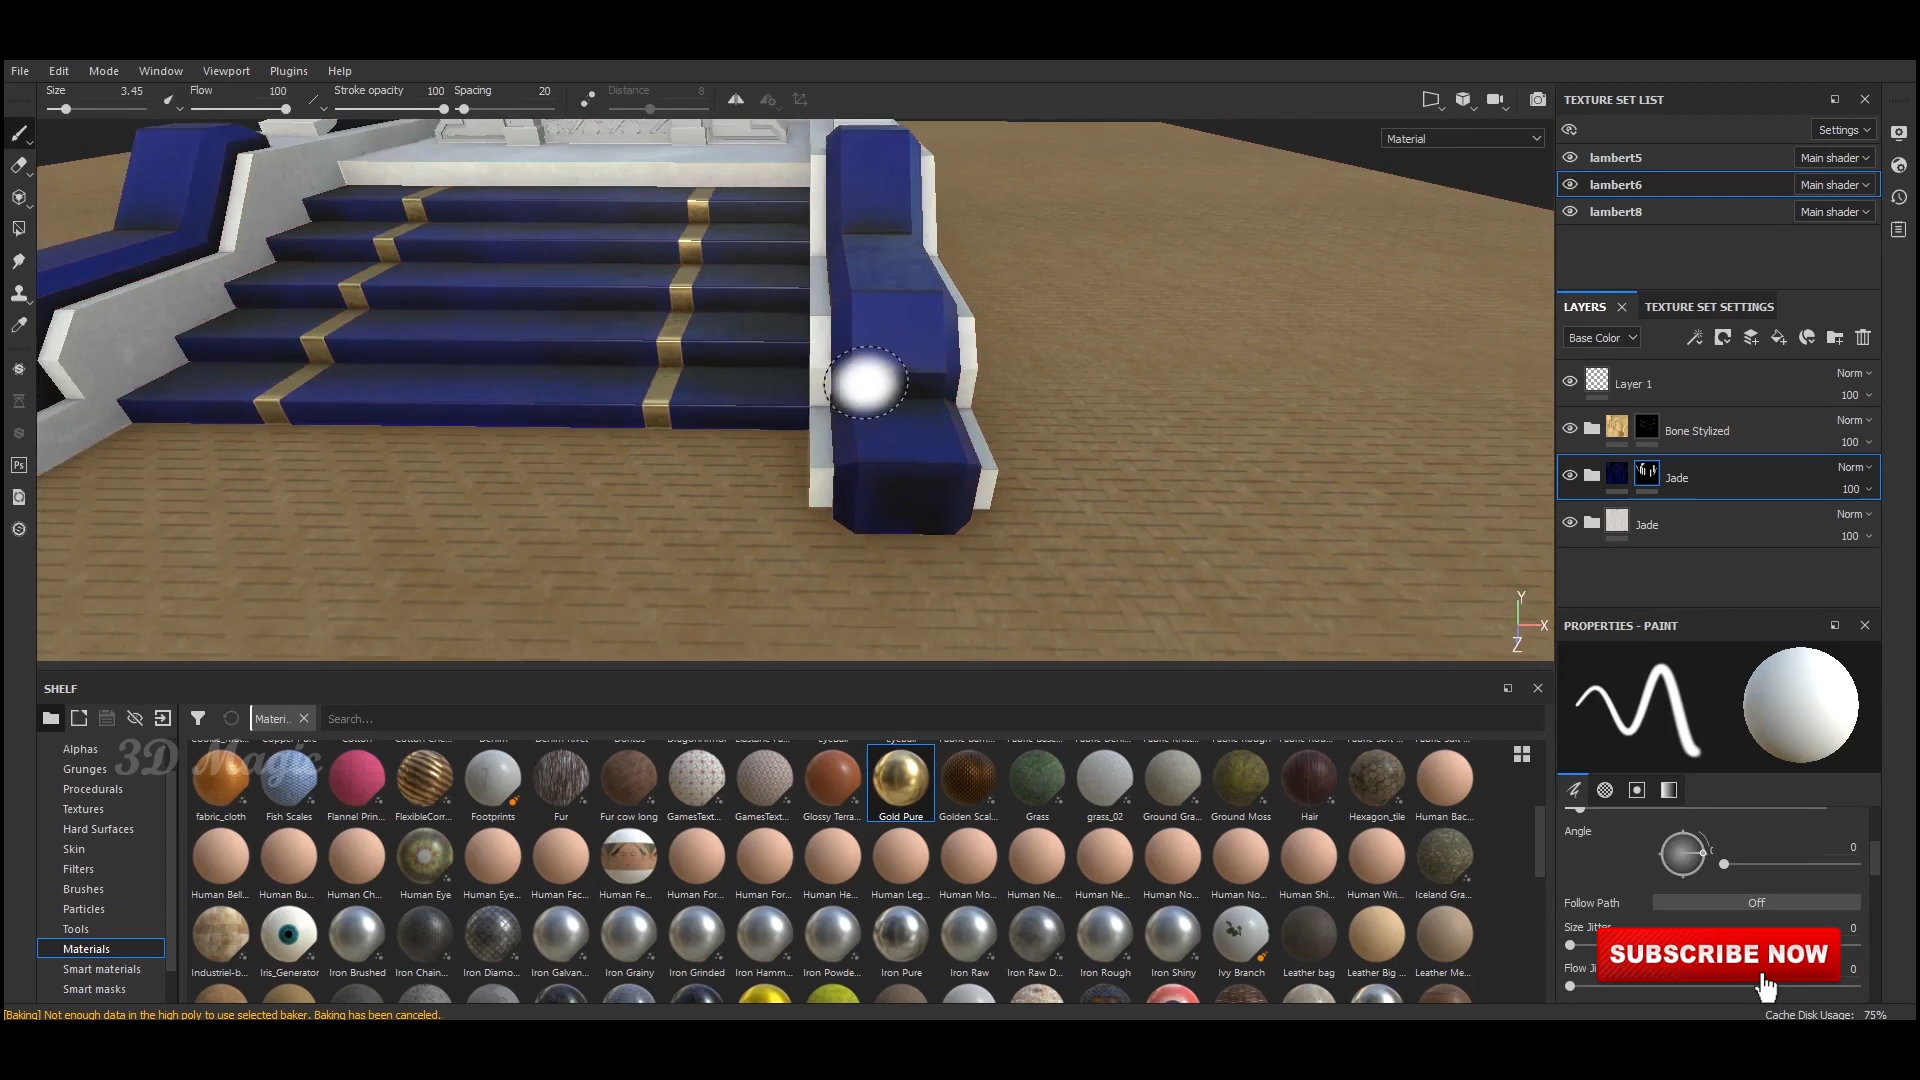 File Edit Mode Window Viewport Plugins Help
Size 3.45 Flow 100 Stroke opacity 100 Spacing 20 Distance 8
Material
TEXTURE SET LIST
Settings
lambert5 Main shader
lambert6 Main shader
lambert8 Main shader
LAYERS TEXTURE SET SETTINGS
Base Color
Layer 1 Norm 100
Bone Stylized Norm 100
Jade Norm 100
Jade Norm 100
Y
X
Z
PROPERTIES - PAINT
Angle 0
Follow Path Off
Size Jitter 0
Flow Ji 0
SUBSCRIBE NOW
SHELF
Ps
Materi.. Search...
3D Magic
Alphas
Grunges
Procedurals
Textures
Hard Surfaces
Skin
Filters
Brushes
Particles
Tools
Materials
Smart materials
Smart masks
fabric_cloth Fish Scales Flannel Prin... FlexibleCorr... Footprints Fur Fur cow long GamesText... GamesText... Glossy Terra... Gold Pure Golden Scal... Grass grass_02 Ground Gra... Ground Moss Hair Hexagon_tile Human Bac...
Human Bell... Human Bu... Human Ch... Human Eye Human Eye... Human Fac... Human Fe... Human For... Human For... Human He... Human Leg... Human Mo... Human Ne... Human Ne... Human No... Human No... Human Shi... Human Wri... Iceland Gra...
Industriel-b... Iris_Generator Iron Brushed Iron Chain... Iron Diamo... Iron Galvan... Iron Grainy Iron Grinded Iron Hamm... Iron Powde... Iron Pure Iron Raw Iron Raw D... Iron Rough Iron Shiny Ivy Branch Leather bag Leather Big ... Leather Me...
[Baking] Not enough data in the high poly to use selected baker. Baking has been canceled.
Cache Disk Usage: 75%